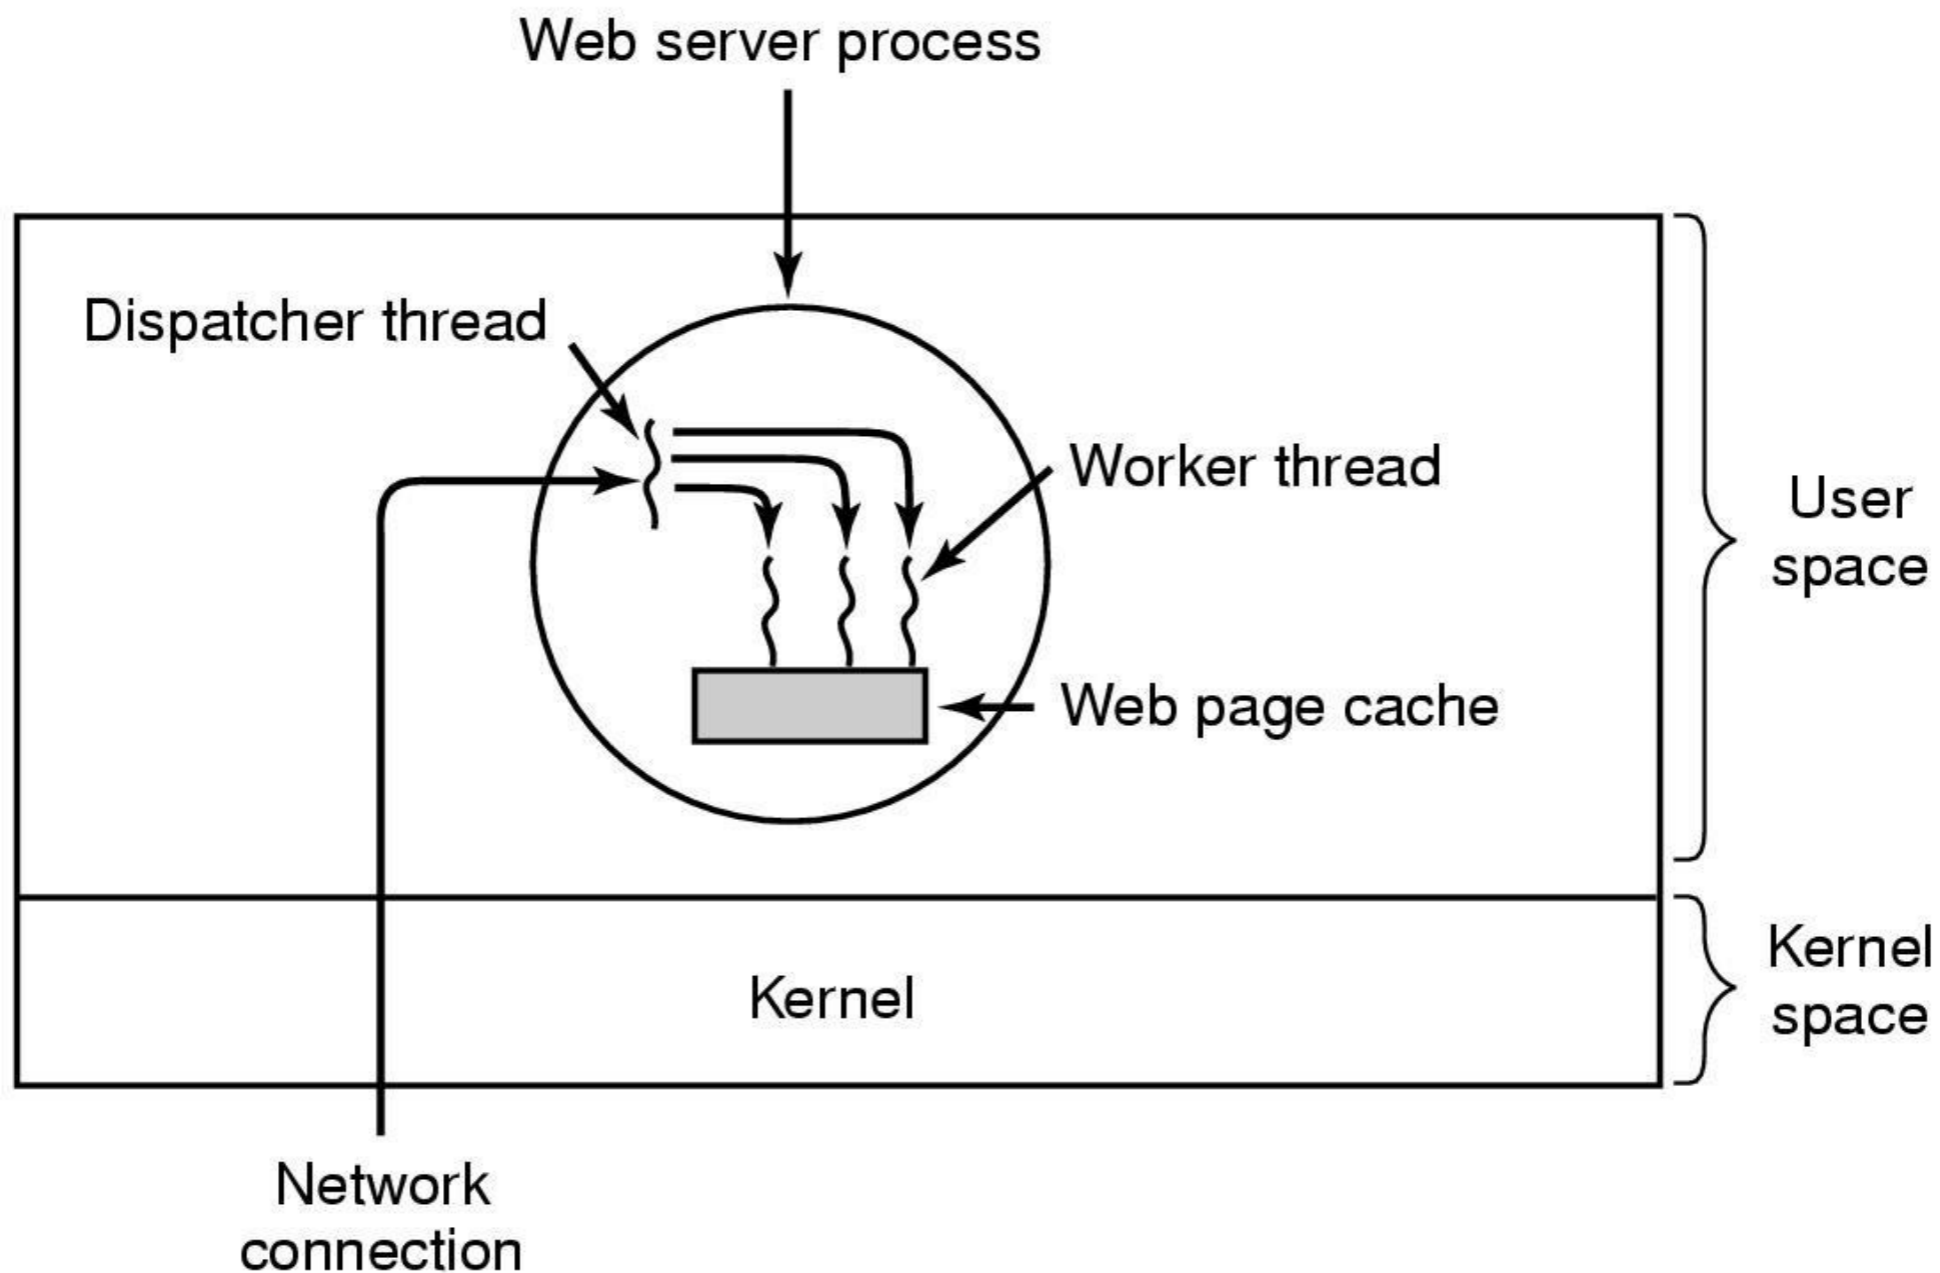 Web server process
Dispatcher thread
Worker thread
User
space
Web page cache
Kernel
Kernel
space
Network
connection